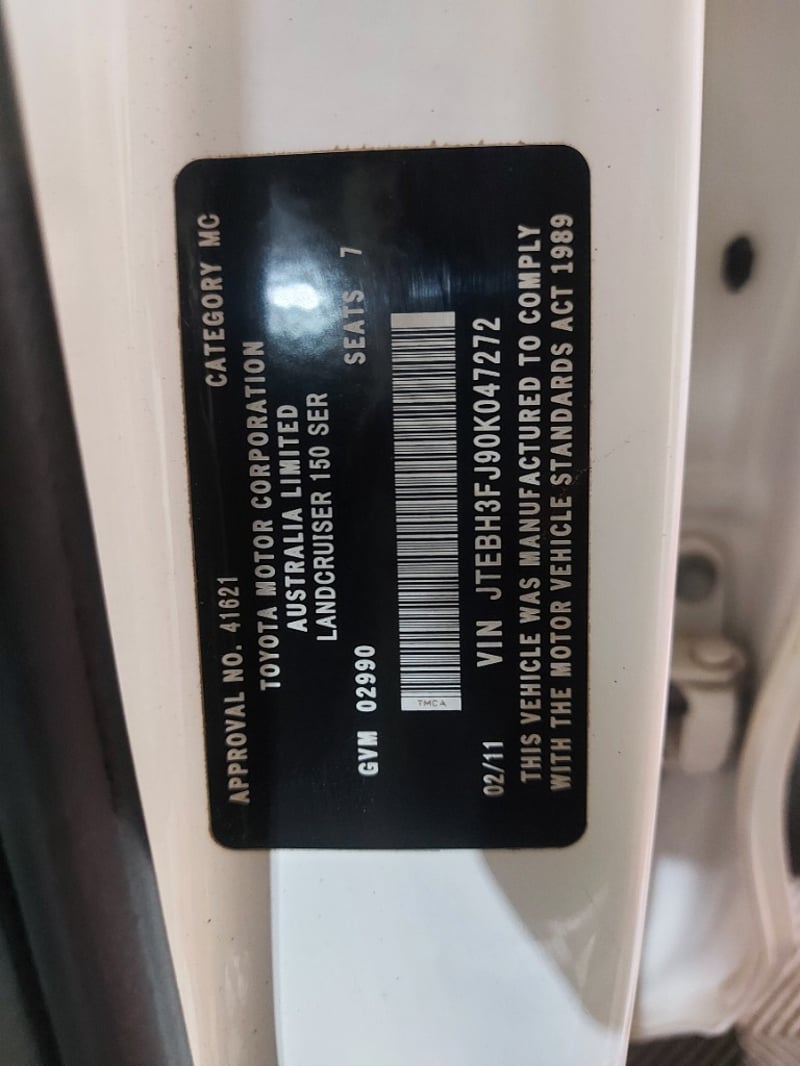 APPROVAL NO. 41621 CATEGORY MC
TOYOTA MOTOR CORPORATION
AUSTRALIA LIMITED
LANDCRUISER 150 SER
GVM 02990 SEATS 7
TMCA
02/11 VIN JTEBH3FJ90K047272
THIS VEHICLE WAS MANUFACTURED TO COMPLY
WITH THE MOTOR VEHICLE STANDARDS ACT 1989